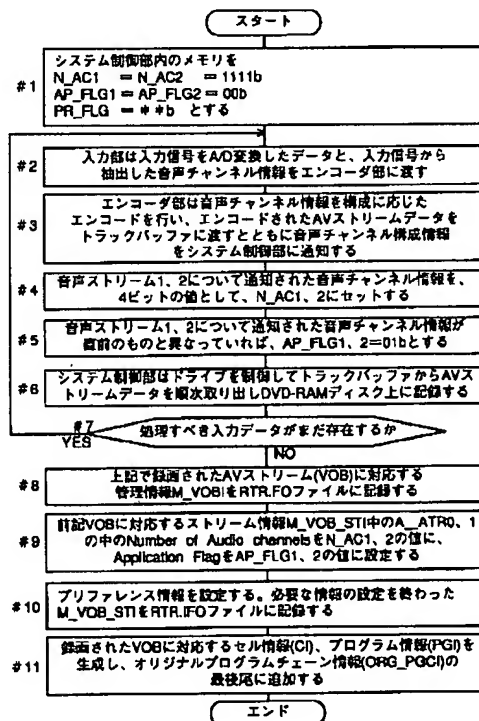 スタート
#1
システム制御部内のメモリを
N_AC1 = N_AC2 = 1111b
AP_FLG1 = AP_FLG2 = 00b
PR_FLG = **b とする
#2
入力部は入力信号をA/D変換したデータと、入力信号から
抽出した音声チャンネル情報をエンコーダ部に渡す
#3
エンコーダ部は音声チャンネル情報を構成に応じた
エンコードを行い、エンコードされたAVストリームデータを
トラックバッファに渡すとともに音声チャンネル構成情報
をシステム制御部に通知する
#4
音声ストリーム1、2について通知された音声チャンネル情報を、
4ビットの値として、N_AC1、2にセットする
#5
音声ストリーム1、2について通知された音声チャンネル情報が
直前のものと異なっていれば、AP_FLG1、2=01bとする
#6
システム制御部はドライブを制御してトラックバッファからAVス
トリームデータを順次取り出しDVD-RAMディスク上に記録する
#7
YES
処理すべき入力データがまだ存在するか
NO
#8
上記で録画されたAVストリーム(VOB)に対応する
管理情報M_VOBIをRTR.IFOファイルに記録する
#9
前記VOBに対応するストリーム情報M_VOB_STI中のA_ATR0、1
の中のNumber of Audio channelsをN_AC1、2の値に、
Application FlagをAP_FLG1、2の値に設定する
#10
プリファレンス情報を設定する。必要な情報の設定を終わった
M_VOB_STIをRTR.IFOファイルに記録する
#11
録画されたVOBに対応するセル情報(CI)、プログラム情報(PGI)を
生成し、オリジナルプログラムチェーン情報(ORG_PGCI)の
最後尾に追加する
エンド